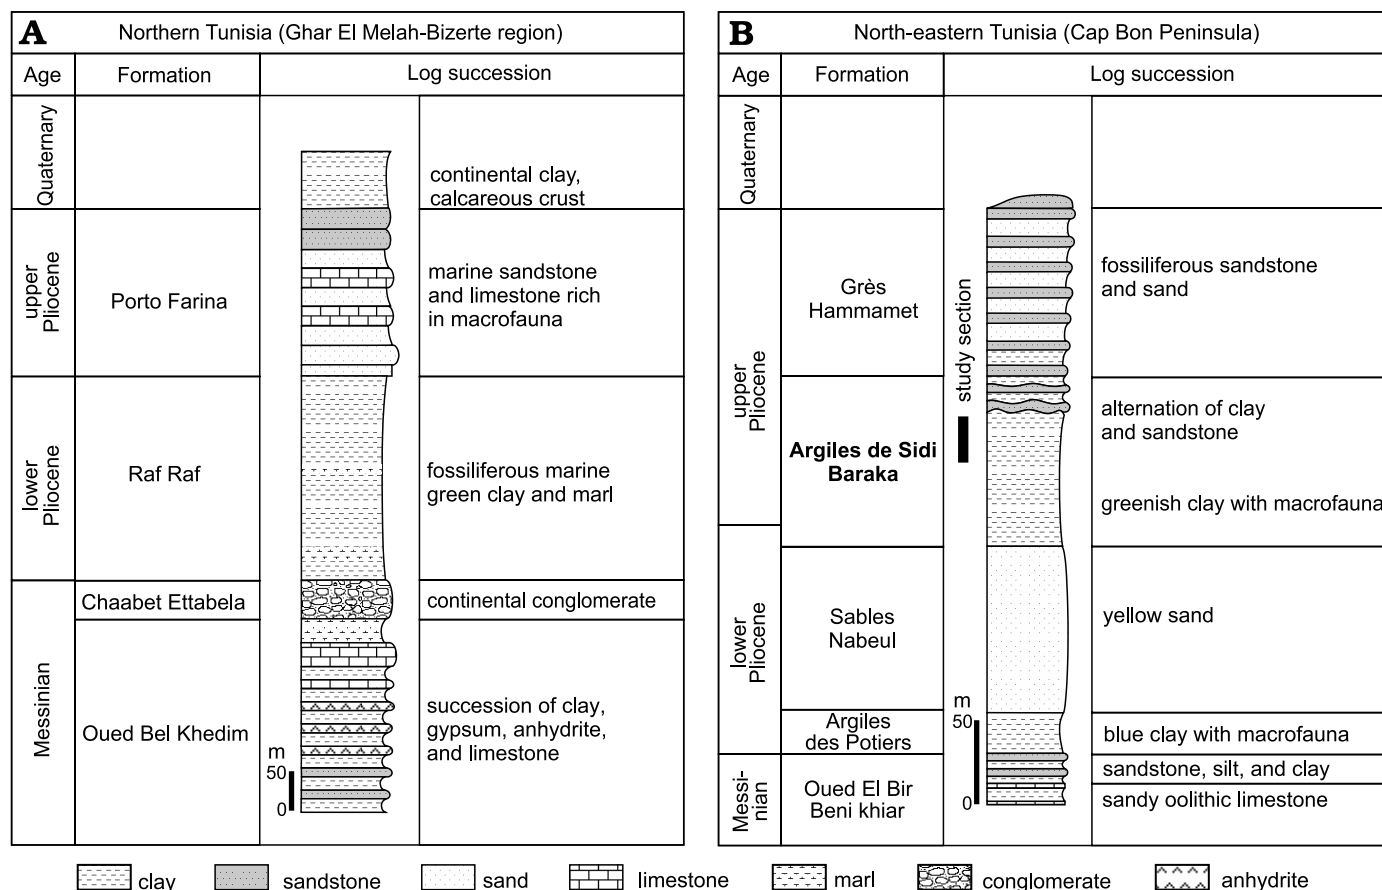 A
Northern Tunisia (Ghar El Melah-Bizerte region)
Age
Formation
Log succession
Quaternary
continental clay,
calcareous crust
upper
Pliocene
Porto Farina
marine sandstone
and limestone rich
in macrofauna
lower
Pliocene
Raf Raf
fossiliferous marine
green clay and marl
Messinian
Chaabet Ettabela
continental conglomerate
Oued Bel Khedim
succession of clay,
gypsum, anhydrite,
and limestone
m
50
0
B
North-eastern Tunisia (Cap Bon Peninsula)
Age
Formation
Log succession
Quaternary
upper
Pliocene
Grès
Hammamet
study section
fossiliferous sandstone
and sand
Argiles de Sidi
Baraka
alternation of clay
and sandstone
greenish clay with macrofauna
lower
Pliocene
Sables
Nabeul
yellow sand
Argiles
des Potiers
blue clay with macrofauna
Messi-
nian
Oued El Bir
Beni khiar
sandstone, silt, and clay
sandy oolithic limestone
m
50
0
clay
sandstone
sand
limestone
marl
conglomerate
anhydrite